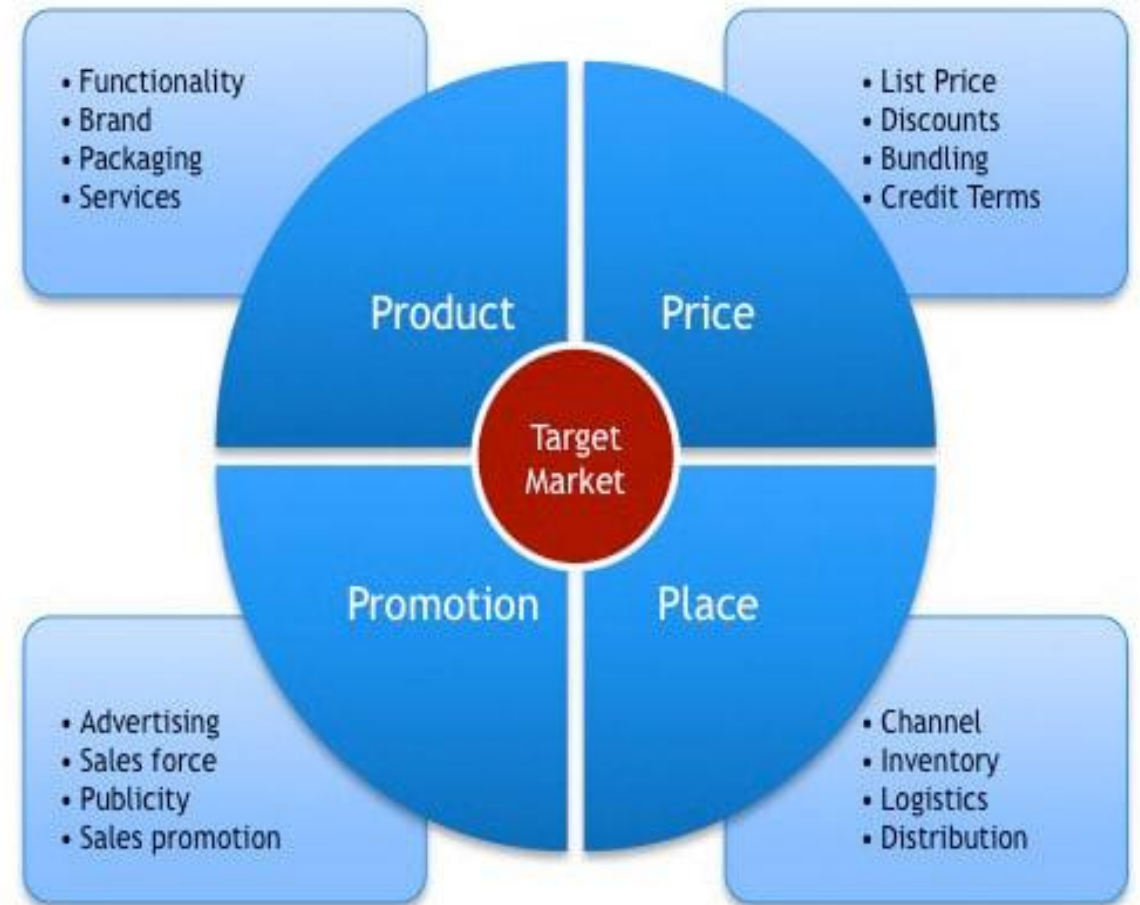 • Functionality
• Brand
• Packaging
• Services
• List Price
• Discounts
• Bundling
• Credit Terms
Product
Price
Target
Market
Promotion
Place
• Advertising
• Sales force
• Publicity
• Sales promotion
• Channel
• Inventory
• Logistics
• Distribution